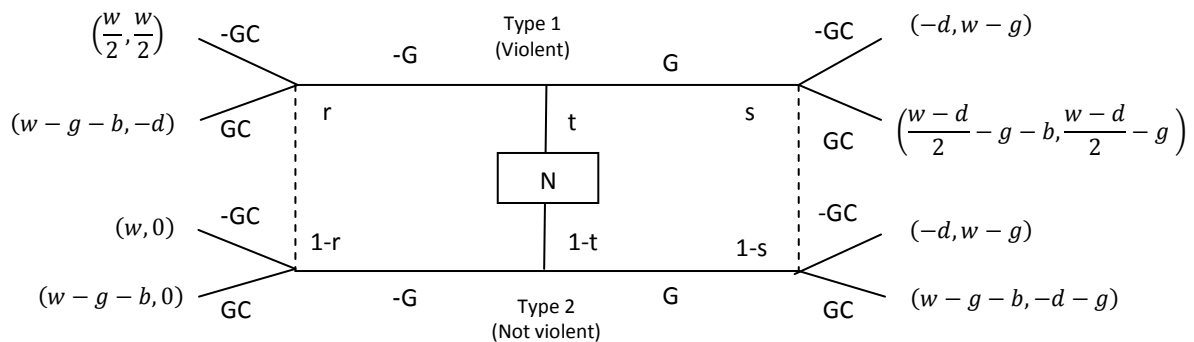 (w/2, w/2)
-GC
-G
Type 1
(Violent)
G
-GC
(−d, w − g)
(w − g − b, −d)
GC
r
t
s
GC
((w − d)/2 − g − b, (w − d)/2 − g)
N
(w, 0)
-GC
1-r
1-t
1-s
-GC
(−d, w − g)
(w − g − b, 0)
GC
-G
Type 2
(Not violent)
G
GC
(w − g − b, −d − g)